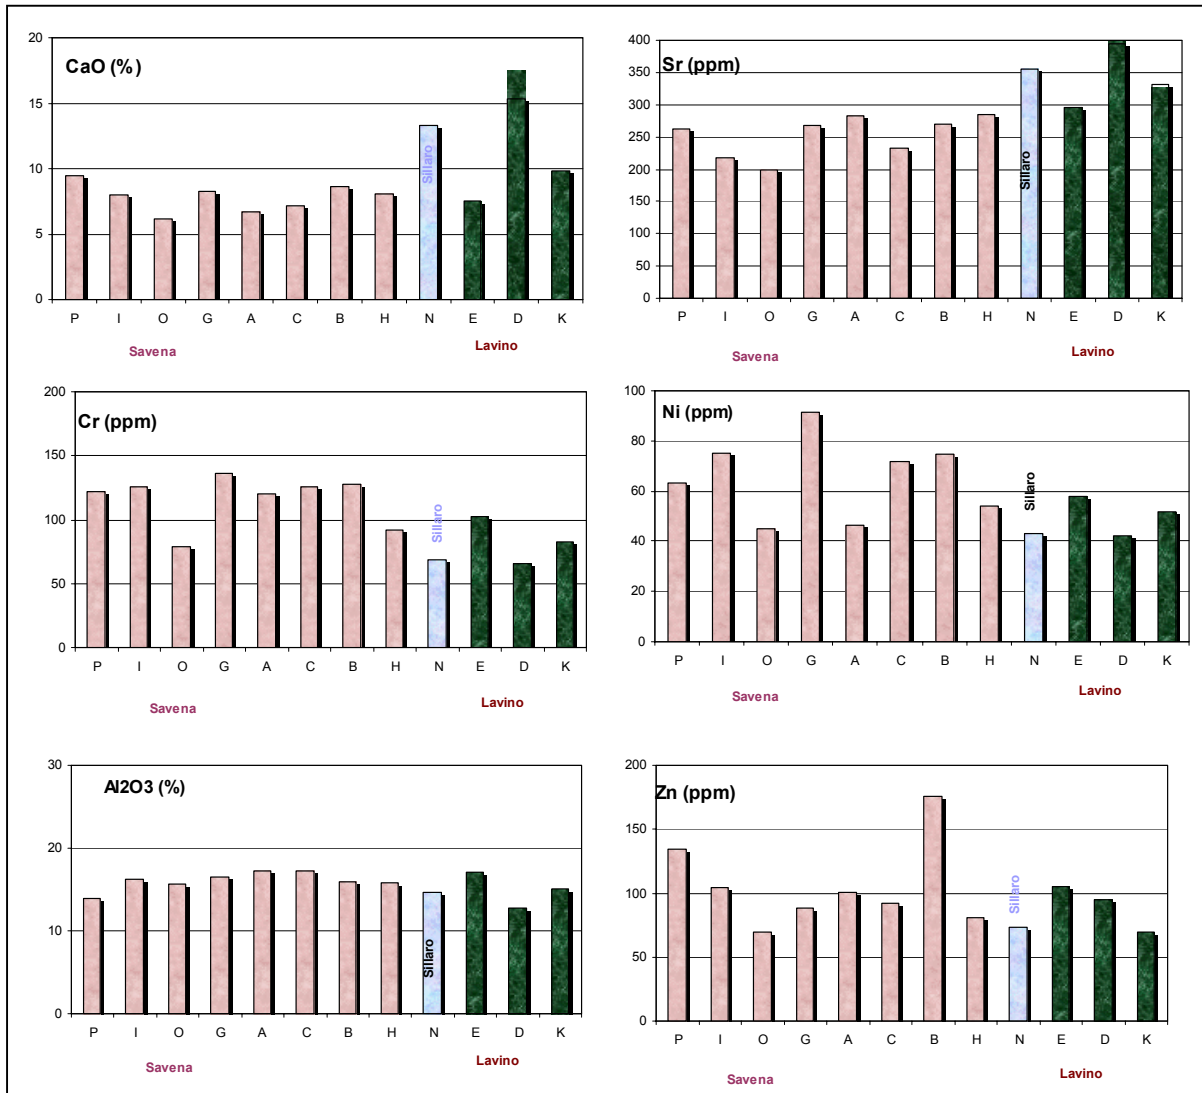 CaO (%)
20
15
10
5
0
Sillaro
P I O G A C B H N E D K
Savena Lavino
Sr (ppm)
400
350
300
250
200
150
100
50
0
Sillaro
P I O G A C B H N E D K
Savena Lavino
Cr (ppm)
200
150
100
50
0
Sillaro
P I O G A C B H N E D K
Savena Lavino
Ni (ppm)
100
80
60
40
20
0
Sillaro
P I O G A C B H N E D K
Savena Lavino
Al2O3 (%)
30
20
10
0
Sillaro
P I O G A C B H N E D K
Savena Lavino
Zn (ppm)
200
150
100
50
0
Sillaro
P I O G A C B H N E D K
Savena Lavino